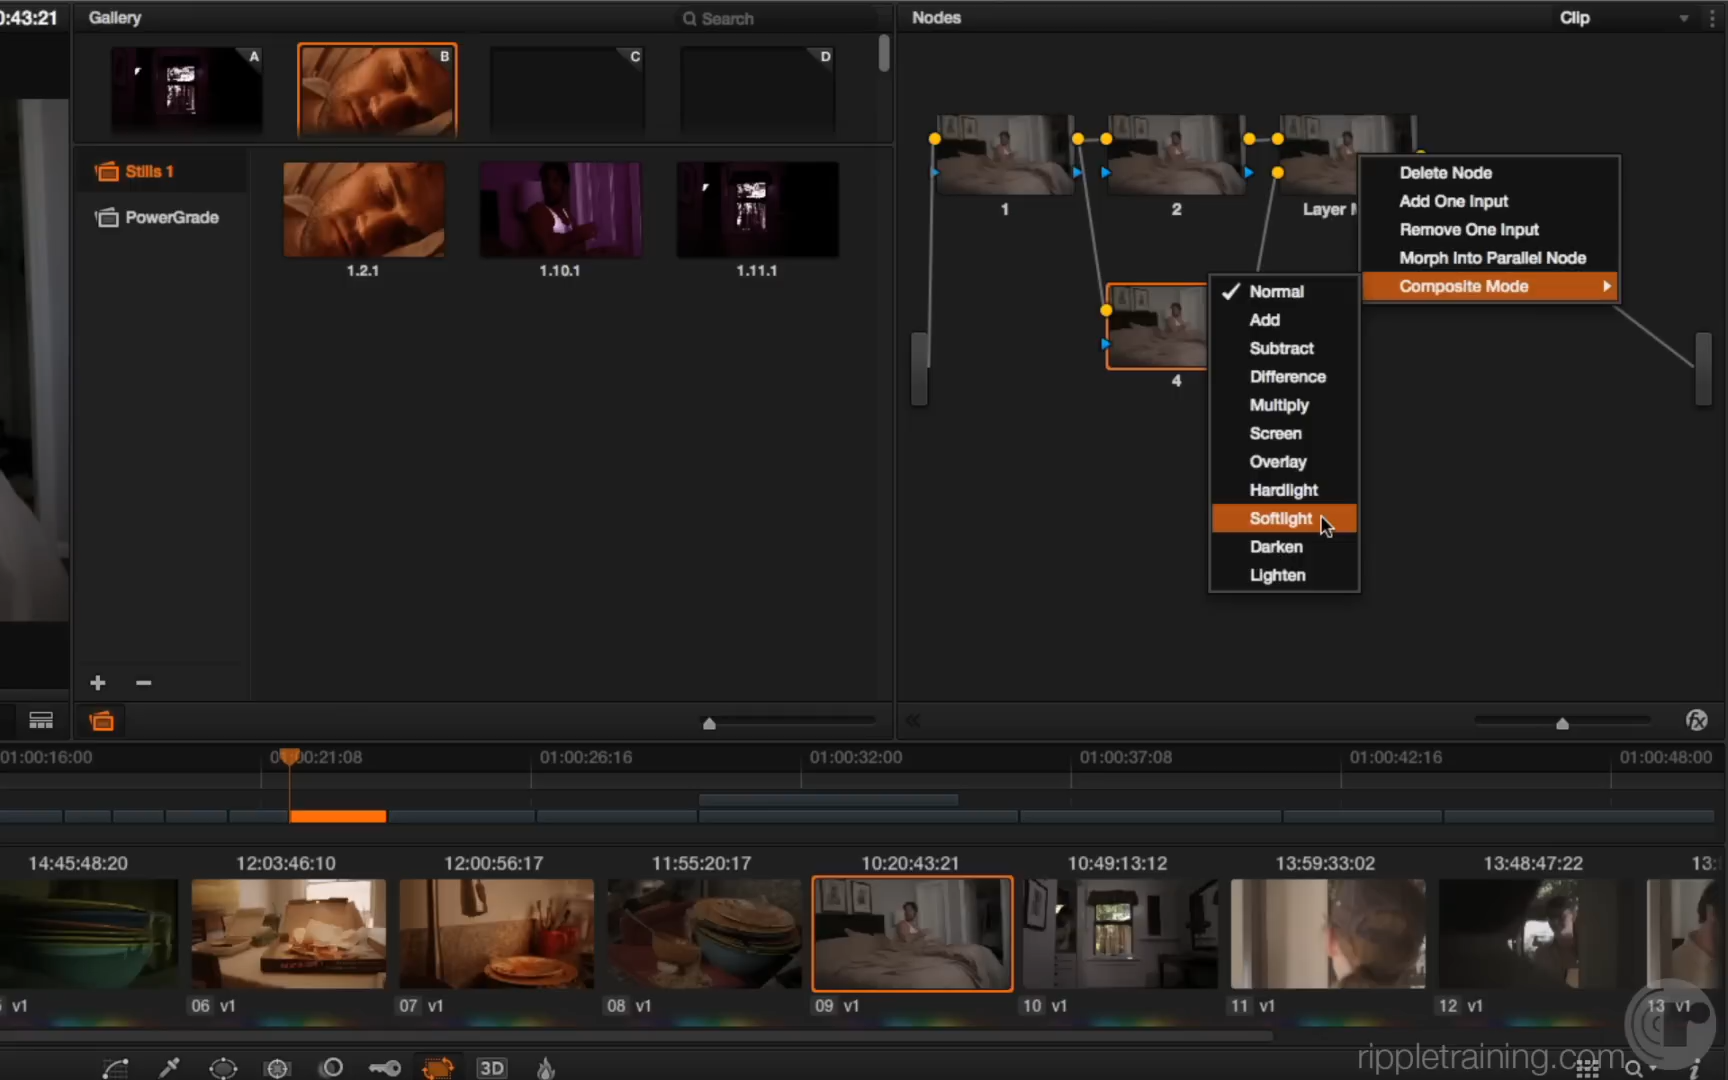 0:43:21
Gallery
Search
Nodes
Clip
A
B
C
D
Stills 1
PowerGrade
1.2.1
1.10.1
1.11.1
1
2
Layer
4
Delete Node
Add One Input
Remove One Input
Morph Into Parallel Node
Composite Mode
Normal
Add
Subtract
Difference
Multiply
Screen
Overlay
Hardlight
Softlight
Darken
Lighten
fx
01:00:16:00
:00:21:08
01:00:26:16
01:00:32:00
01:00:37:08
01:00:42:16
01:00:48:00
14:45:48:20
12:03:46:10
12:00:56:17
11:55:20:17
10:20:43:21
10:49:13:12
13:59:33:02
13:48:47:22
13:
v1
06 v1
07 v1
08 v1
09 v1
10 v1
11 v1
12 v1
13 v1
3D
rippletraining.com